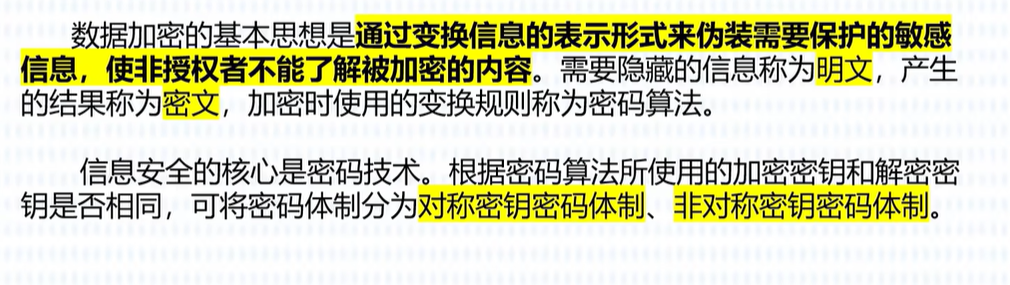 数据加密的基本思想是通过变换信息的表示形式来伪装需要保护的敏感
信息，使非授权者不能了解被加密的内容。需要隐藏的信息称为明文，产生
的结果称为密文，加密时使用的变换规则称为密码算法。
信息安全的核心是密码技术。根据密码算法所使用的加密密钥和解密密
钥是否相同，可将密码体制分为对称密钥密码体制、非对称密钥密码体制。